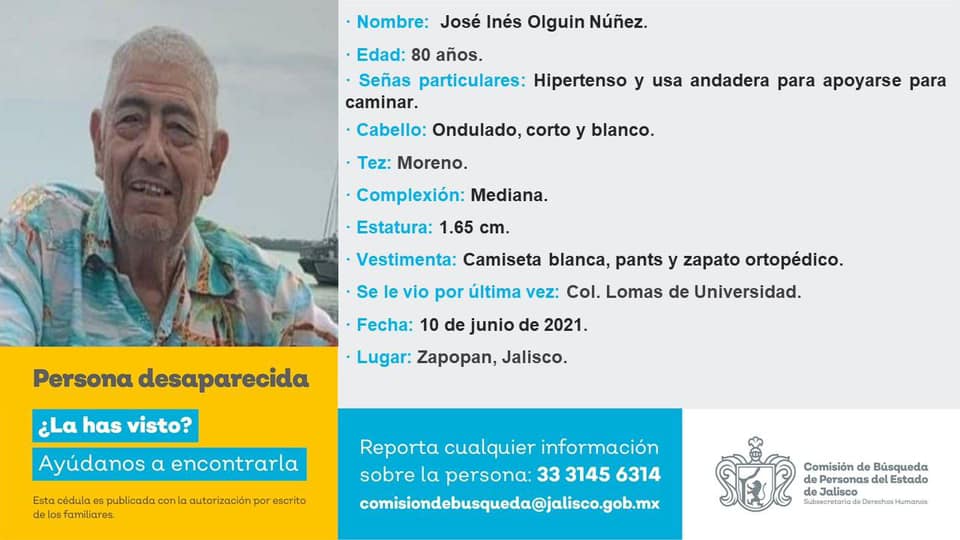 · Nombre: José Inés Olguin Núñez.
· Edad: 80 años.
· Señas particulares: Hipertenso y usa andadera para apoyarse para
caminar.
· Cabello: Ondulado, corto y blanco.
· Tez: Moreno.
· Complexión: Mediana.
· Estatura: 1.65 cm.
· Vestimenta: Camiseta blanca, pants y zapato ortopédico.
· Se le vio por última vez: Col. Lomas de Universidad.
· Fecha: 10 de junio de 2021.
· Lugar: Zapopan, Jalisco.
Persona desaparecida
¿La has visto?
Ayúdanos a encontrarla
Esta cédula es publicada con la autorización por escrito
de los familiares.
Reporta cualquier información
sobre la persona: 33 3145 6314
comisiondebusqueda@jalisco.gob.mx
Comisión de Búsqueda
de Personas del Estado
de Jalisco
Subsecretaría de Derechos Humanos